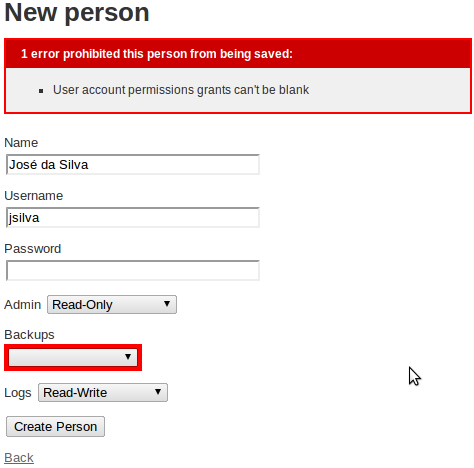 New person
1 error prohibited this person from being saved:
User account permissions grants can't be blank
Name
José da Silva
Username
jsilva
Password
Admin Read-Only
Backups
Logs Read-Write
Create Person
Back